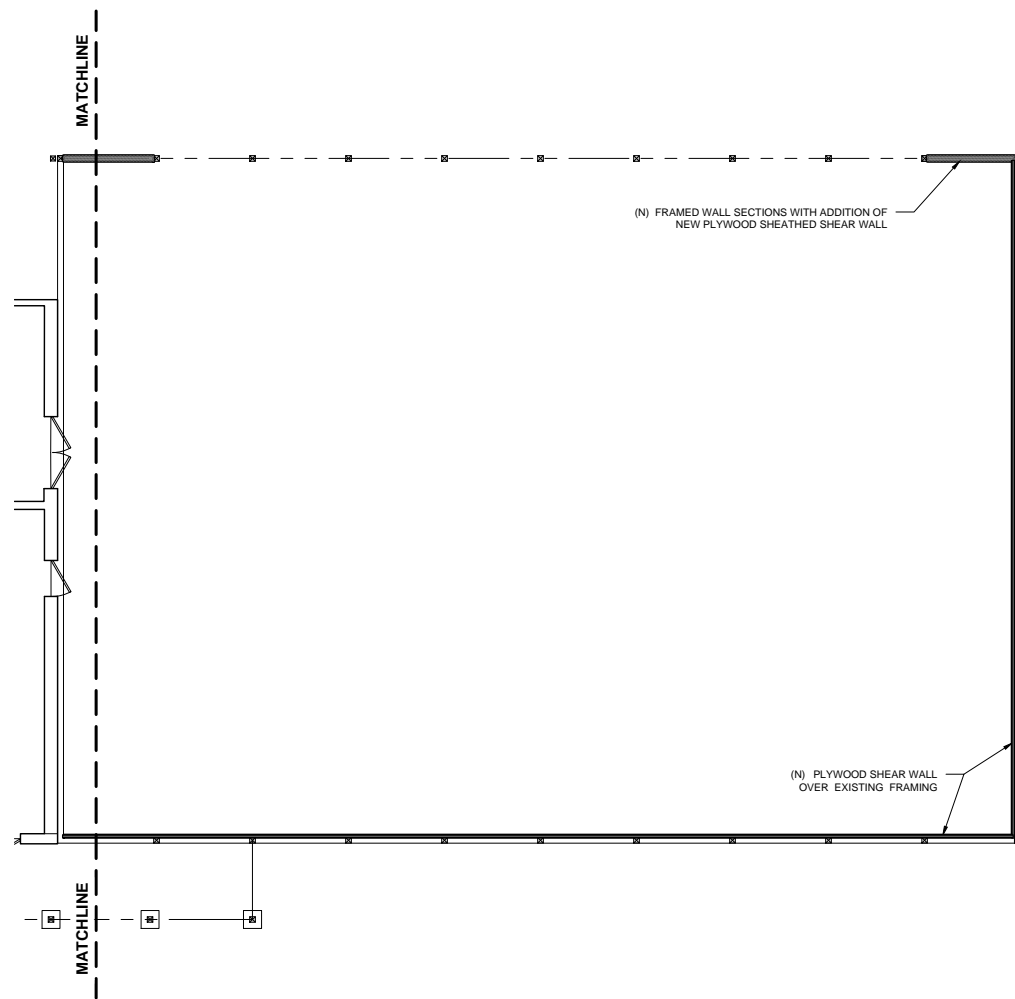 MATCHLINE
(N) FRAMED WALL SECTIONS WITH ADDITION OF
NEW PLYWOOD SHEATHED SHEAR WALL
(N) PLYWOOD SHEAR WALL
OVER EXISTING FRAMING
MATCHLINE